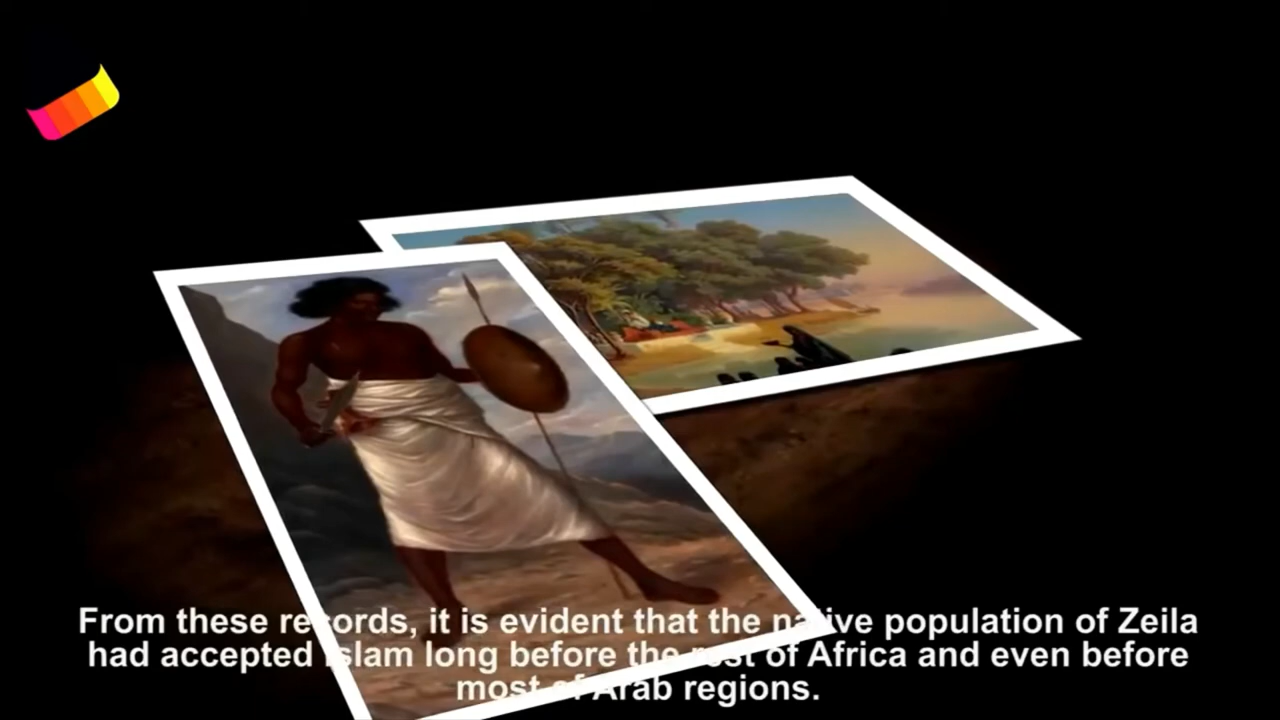 From these records, it is evident that the native population of Zeila
had accepted Islam long before the rest of Africa and even before
most of Arab regions.